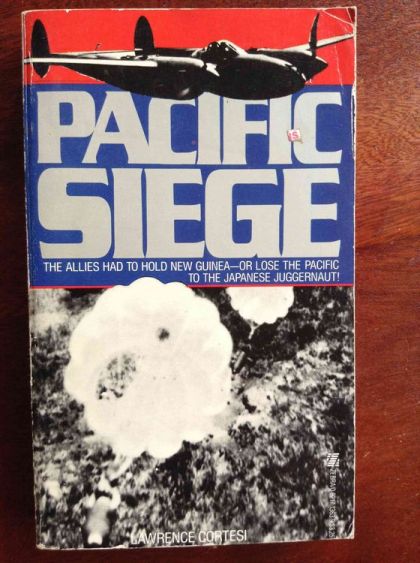 PACIFIC
SIEGE
THE ALLIES HAD TO HOLD NEW GUINEA—OR LOSE THE PACIFIC
TO THE JAPANESE JUGGERNAUT!
LAWRENCE CORTESI
ZEBRA